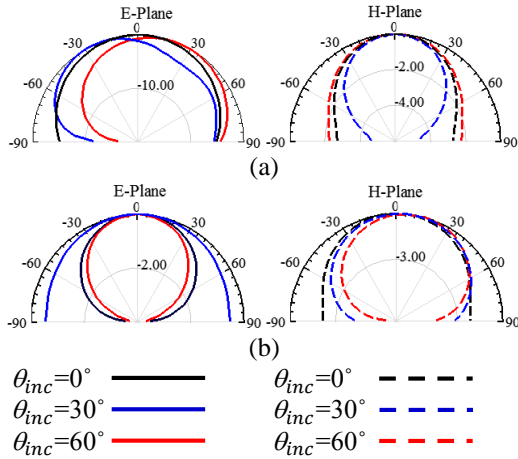 E-Plane H-Plane
0 0
-30 30 -30 30
-60 -10.00 60 -60 -2.00 60
-4.00
-90 90 -90 90
(a)
E-Plane H-Plane
0 0
-30 30 -30 30
-60 -2.00 60 -60 -3.00 60
-90 90 -90 90
(b)
θinc=0° θinc=0°
θinc=30° θinc=30°
θinc=60° θinc=60°